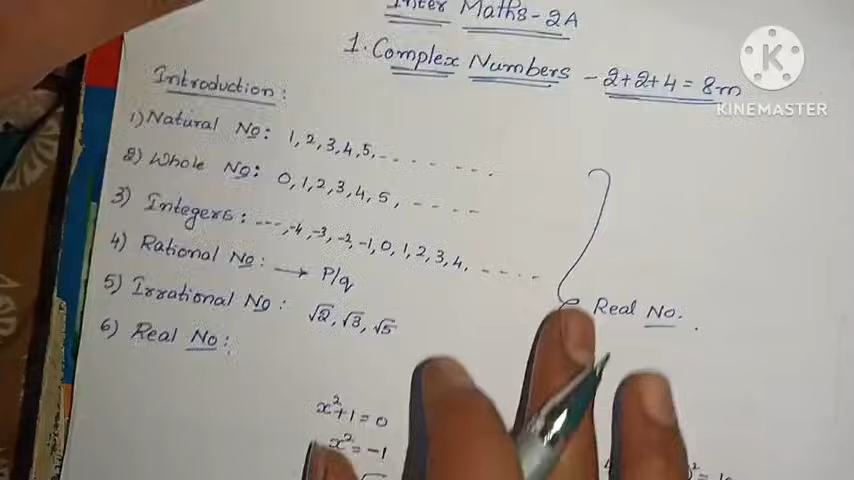 Inter Maths-2A
1. Complex Numbers - 2+2+4 = 8m
KINEMASTER
Introduction:
1) Natural No: 1, 2, 3, 4, 5, - - - - - - - .
2) Whole No: 0, 1, 2, 3, 4, 5, - - - -
3) Integers: ---, -4, -3, -2, -1, 0, 1, 2, 3, 4, - - - - -
4) Rational No: → P/q
5) Irrational No: √2, √3, √5
Real No.
6) Real No:
x²+1 = 0
x² = -1